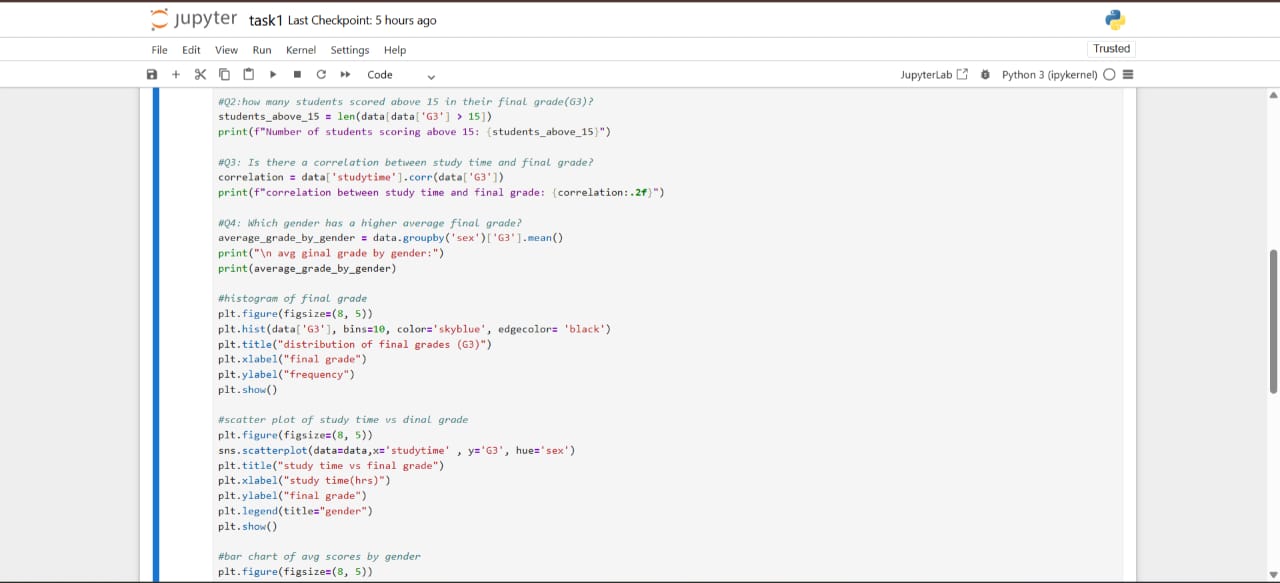 jupyter task1 Last Checkpoint: 5 hours ago
File Edit View Run Kernel Settings Help
Trusted
Code
JupyterLab
Python 3 (ipykernel)
#Q2:how many students scored above 15 in their final grade(G3)?
students_above_15 = len(data[data['G3'] > 15])
print(f"Number of students scoring above 15: {students_above_15}")
#Q3: Is there a correlation between study time and final grade?
correlation = data['studytime'].corr(data['G3'])
print(f"correlation between study time and final grade: {correlation:.2f}")
#Q4: Which gender has a higher average final grade?
average_grade_by_gender = data.groupby('sex')['G3'].mean()
print("\n avg ginal grade by gender:")
print(average_grade_by_gender)
#histogram of final grade
plt.figure(figsize=(8, 5))
plt.hist(data['G3'], bins=10, color='skyblue', edgecolor= 'black')
plt.title("distribution of final grades (G3)")
plt.xlabel("final grade")
plt.ylabel("frequency")
plt.show()
#scatter plot of study time vs dinal grade
plt.figure(figsize=(8, 5))
sns.scatterplot(data=data,x='studytime' , y='G3', hue='sex')
plt.title("study time vs final grade")
plt.xlabel("study time(hrs)")
plt.ylabel("final grade")
plt.legend(title="gender")
plt.show()
#bar chart of avg scores by gender
plt.figure(figsize=(8, 5))